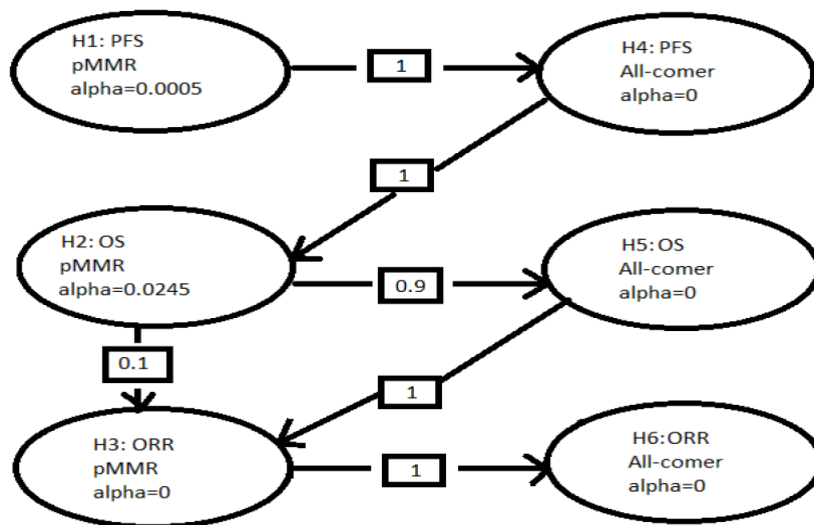 H1: PFS
pMMR
alpha=0.0005
1
H4: PFS
All-comer
alpha=0
1
H2: OS
pMMR
alpha=0.0245
0.9
H5: OS
All-comer
alpha=0
0.1
1
H3: ORR
pMMR
alpha=0
1
H6:ORR
All-comer
alpha=0